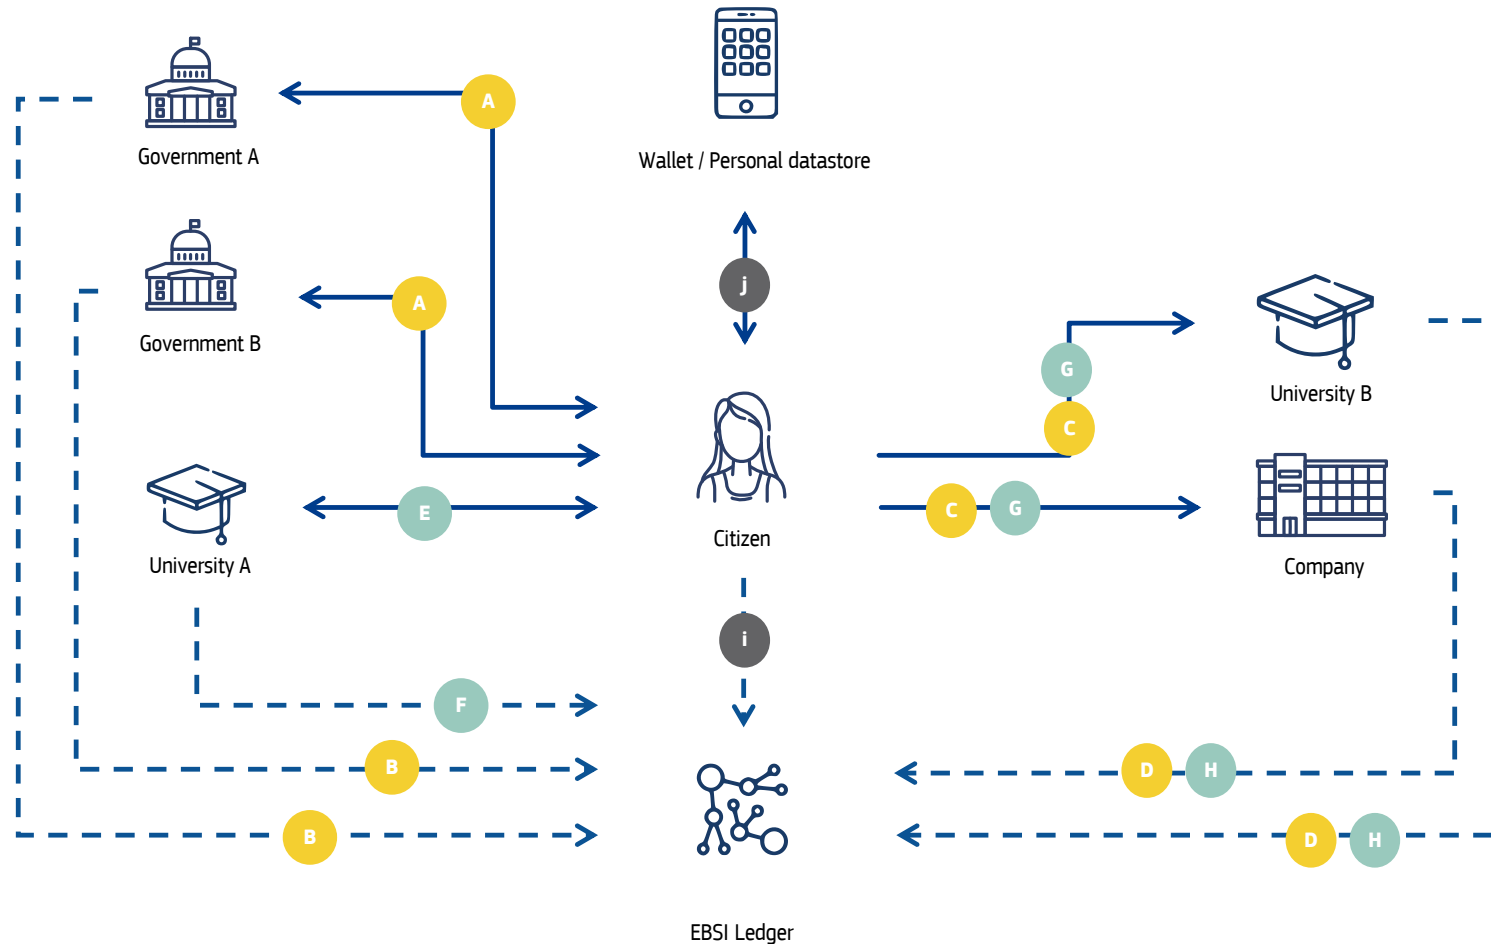 A
Government A
Wallet / Personal datastore
Government B
A
j
G
University B
C
University A
E
Citizen
C
G
Company
i
F
B
D
H
B
D
H
EBSI Ledger